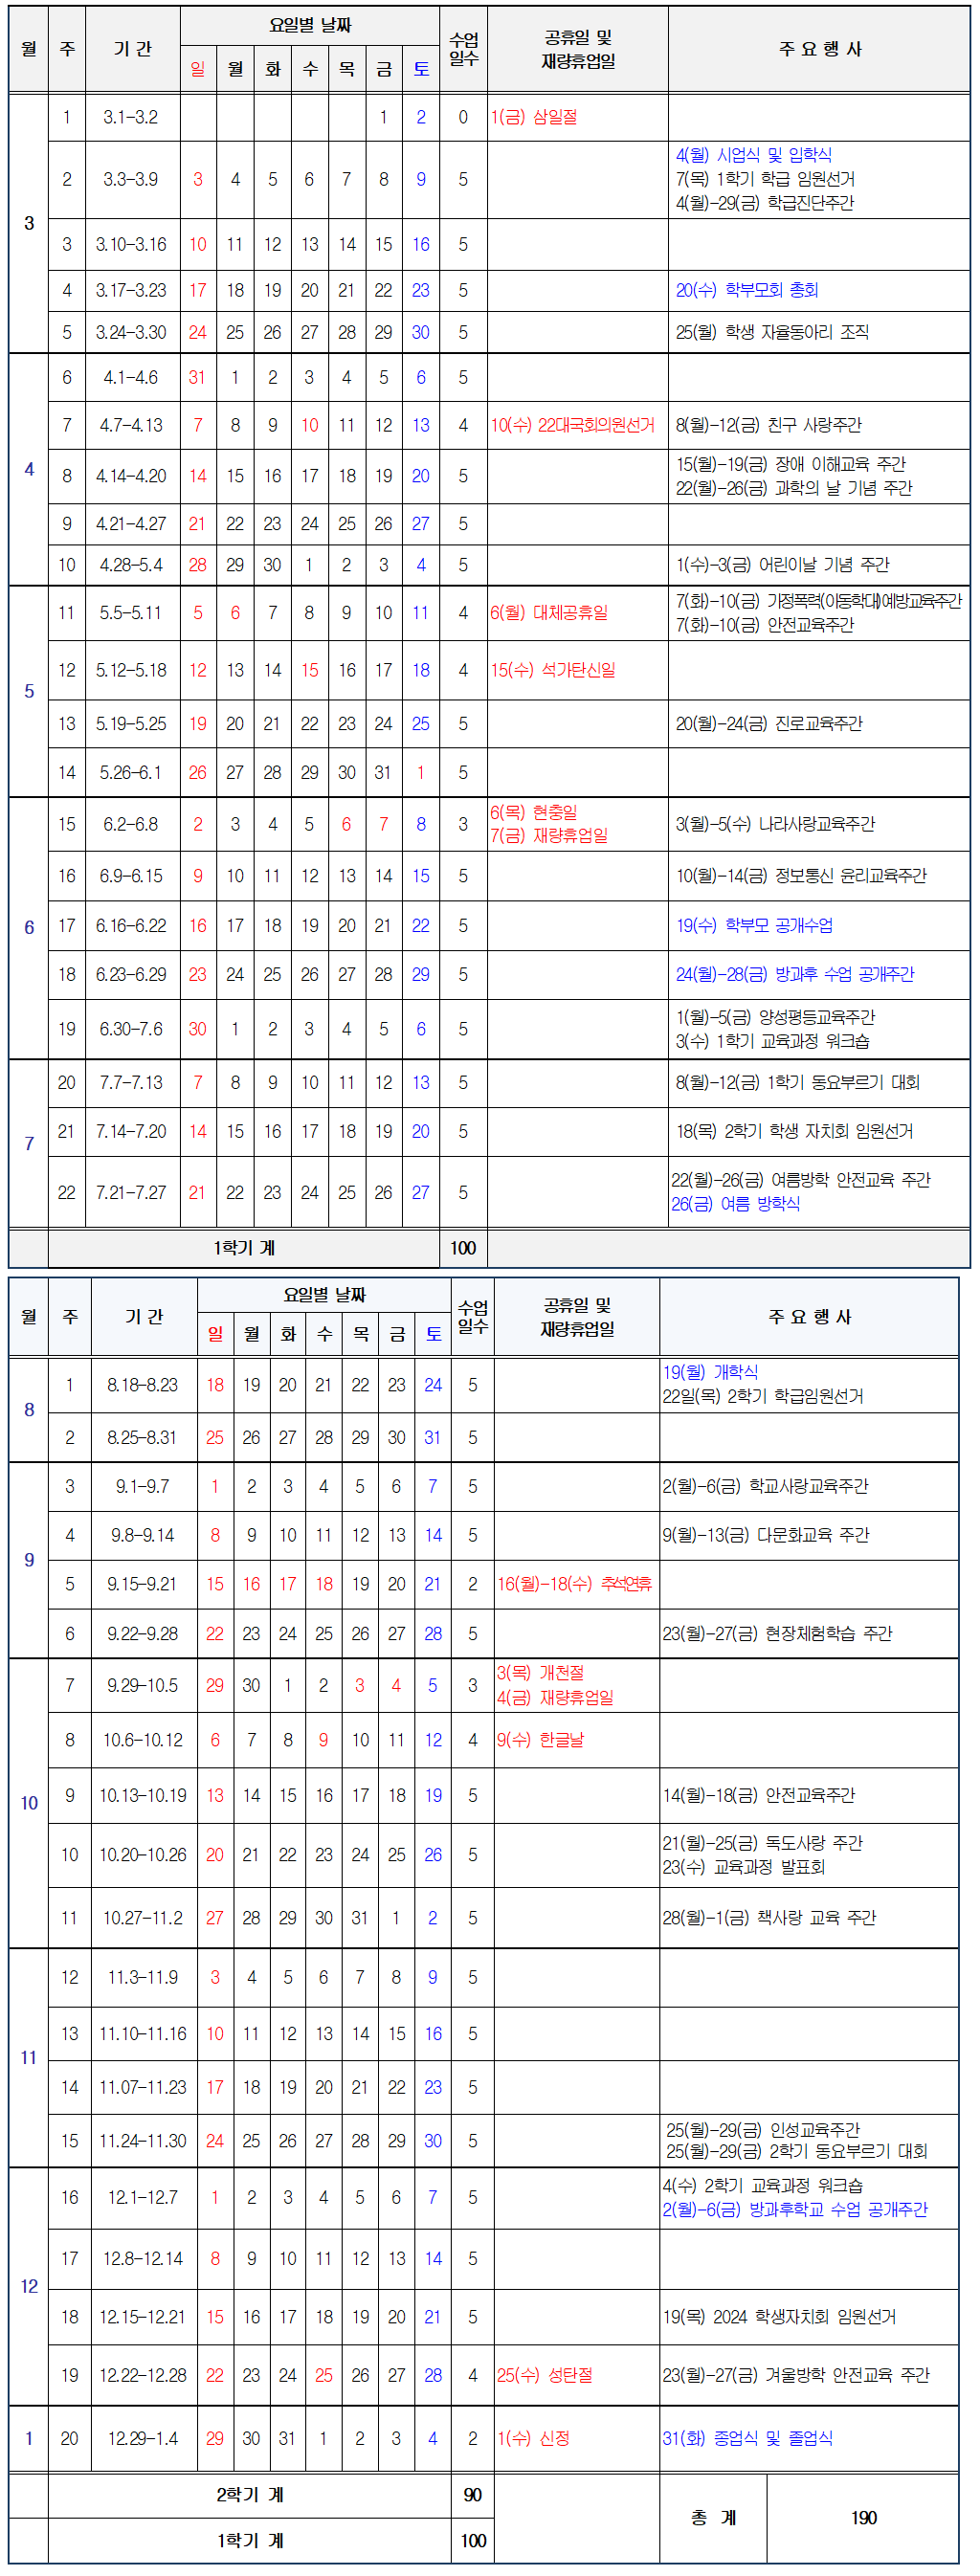 월 주 기 간 요일별 날짜 수업 일수 공휴일 및 재량휴업일 주 요 행 사
일 월 화 수 목 금 토
3
1 3.1-3.2 1 2 0 1(금) 삼일절
2 3.3-3.9 3 4 5 6 7 8 9 5 4(월) 시업식 및 입학식
7(목) 1학기 학급 임원선거
4(월)-29(금) 학급진단주간
3 3.10-3.16 10 11 12 13 14 15 16 5
4 3.17-3.23 17 18 19 20 21 22 23 5 20(수) 학부모회 총회
5 3.24-3.30 24 25 26 27 28 29 30 5 25(월) 학생 자율동아리 조직
4
6 4.1-4.6 31 1 2 3 4 5 6 5
7 4.7-4.13 7 8 9 10 11 12 13 4 10(수) 22대국회의원선거 8(월)-12(금) 친구 사랑주간
8 4.14-4.20 14 15 16 17 18 19 20 5 15(월)-19(금) 장애 이해교육 주간
22(월)-26(금) 과학의 날 기념 주간
9 4.21-4.27 21 22 23 24 25 26 27 5
10 4.28-5.4 28 29 30 1 2 3 4 5 1(수)-3(금) 어린이날 기념 주간
5
11 5.5-5.11 5 6 7 8 9 10 11 4 6(월) 대체공휴일 7(화)-10(금) 가정폭력(아동학대)예방교육주간
7(화)-10(금) 안전교육주간
12 5.12-5.18 12 13 14 15 16 17 18 4 15(수) 석가탄신일
13 5.19-5.25 19 20 21 22 23 24 25 5 20(월)-24(금) 진로교육주간
14 5.26-6.1 26 27 28 29 30 31 1 5
6
15 6.2-6.8 2 3 4 5 6 7 8 3 6(목) 현충일
7(금) 재량휴업일 3(월)-5(수) 나라사랑교육주간
16 6.9-6.15 9 10 11 12 13 14 15 5 10(월)-14(금) 정보통신 윤리교육주간
17 6.16-6.22 16 17 18 19 20 21 22 5 19(수) 학부모 공개수업
18 6.23-6.29 23 24 25 26 27 28 29 5 24(월)-28(금) 방과후 수업 공개주간
19 6.30-7.6 30 1 2 3 4 5 6 5 1(월)-5(금) 양성평등교육주간
3(수) 1학기 교육과정 워크숍
7
20 7.7-7.13 7 8 9 10 11 12 13 5 8(월)-12(금) 1학기 동요부르기 대회
21 7.14-7.20 14 15 16 17 18 19 20 5 18(목) 2학기 학생 자치회 임원선거
22 7.21-7.27 21 22 23 24 25 26 27 5 22(월)-26(금) 여름방학 안전교육 주간
26(금) 여름 방학식
1학기 계 100
월 주 기 간 요일별 날짜 수업 일수 공휴일 및 재량휴업일 주 요 행 사
일 월 화 수 목 금 토
8
1 8.18-8.23 18 19 20 21 22 23 24 5 19(월) 개학식
22일(목) 2학기 학급임원선거
2 8.25-8.31 25 26 27 28 29 30 31 5
9
3 9.1-9.7 1 2 3 4 5 6 7 5 2(월)-6(금) 학교사랑교육주간
4 9.8-9.14 8 9 10 11 12 13 14 5 9(월)-13(금) 다문화교육 주간
5 9.15-9.21 15 16 17 18 19 20 21 2 16(월)-18(수) 추석연휴
6 9.22-9.28 22 23 24 25 26 27 28 5 23(월)-27(금) 현장체험학습 주간
10
7 9.29-10.5 29 30 1 2 3 4 5 3 3(목) 개천절
4(금) 재량휴업일
8 10.6-10.12 6 7 8 9 10 11 12 4 9(수) 한글날
9 10.13-10.19 13 14 15 16 17 18 19 5 14(월)-18(금) 안전교육주간
10 10.20-10.26 20 21 22 23 24 25 26 5 21(월)-25(금) 독도사랑 주간
23(수) 교육과정 발표회
11 10.27-11.2 27 28 29 30 31 1 2 5 28(월)-1(금) 책사랑 교육 주간
11
12 11.3-11.9 3 4 5 6 7 8 9 5
13 11.10-11.16 10 11 12 13 14 15 16 5
14 11.07-11.23 17 18 19 20 21 22 23 5
15 11.24-11.30 24 25 26 27 28 29 30 5 25(월)-29(금) 인성교육주간
25(월)-29(금) 2학기 동요부르기 대회
12
16 12.1-12.7 1 2 3 4 5 6 7 5 4(수) 2학기 교육과정 워크숍
2(월)-6(금) 방과후학교 수업 공개주간
17 12.8-12.14 8 9 10 11 12 13 14 5
18 12.15-12.21 15 16 17 18 19 20 21 5 19(목) 2024 학생자치회 임원선거
19 12.22-12.28 22 23 24 25 26 27 28 4 25(수) 성탄절 23(월)-27(금) 겨울방학 안전교육 주간
1 20 12.29-1.4 29 30 31 1 2 3 4 2 1(수) 신정 31(화) 종업식 및 졸업식
2학기 계 90
총 계 190
1학기 계 100